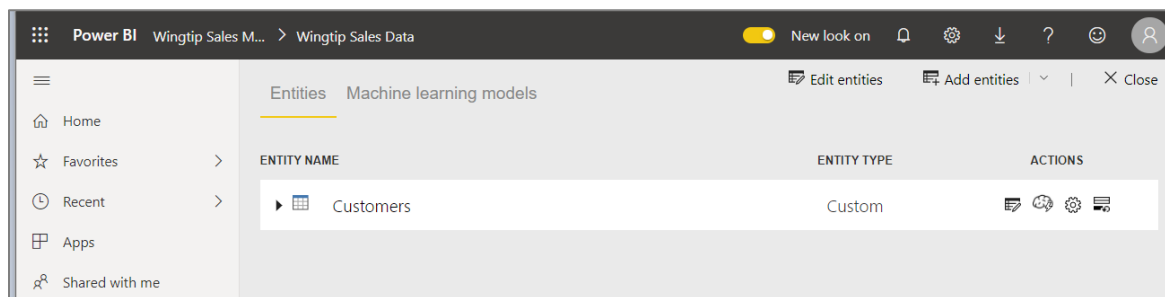 Power BI Wingtip Sales M... > Wingtip Sales Data New look on ?
Edit entities Add entities | Close
Entities Machine learning models
Home
Favorites
Recent
Apps
Shared with me
ENTITY NAME ENTITY TYPE ACTIONS
Customers Custom